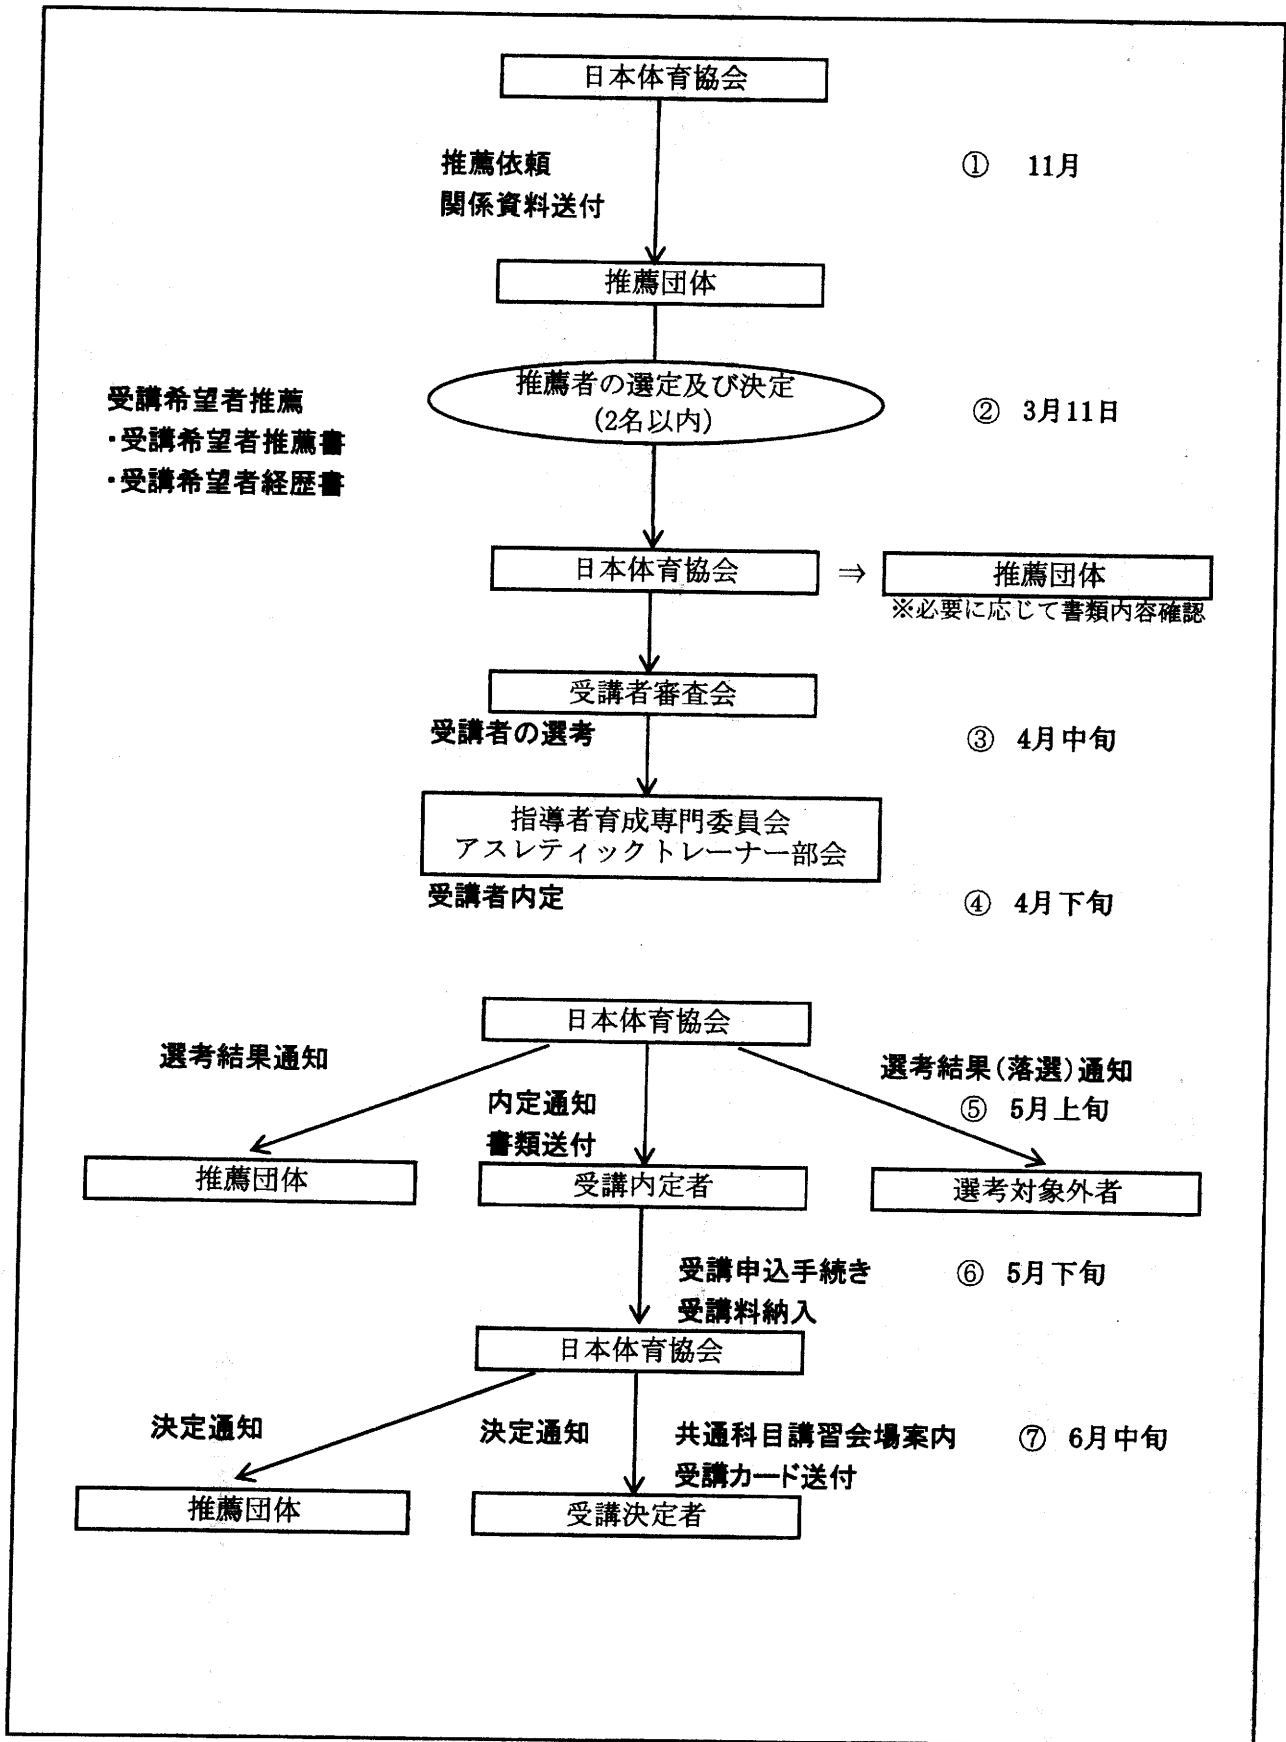 日本体育協会
推薦依頼
関係資料送付
① 11月
推薦団体
推薦者の選定及び決定
(2名以内)
受講希望者推薦
・受講希望者推薦書
・受講希望者経歴書
② 3月11日
日本体育協会
⇒
推薦団体
※必要に応じて書類内容確認
受講者審査会
受講者の選考
③ 4月中旬
指導者育成専門委員会
アスレティックトレーナー部会
受講者内定
④ 4月下旬
日本体育協会
選考結果通知
内定通知
書類送付
選考結果(落選)通知
⑤ 5月上旬
推薦団体
受講内定者
選考対象外者
受講申込手続き
受講料納入
⑥ 5月下旬
日本体育協会
決定通知
決定通知
共通科目講習会場案内
受講カード送付
⑦ 6月中旬
推薦団体
受講決定者